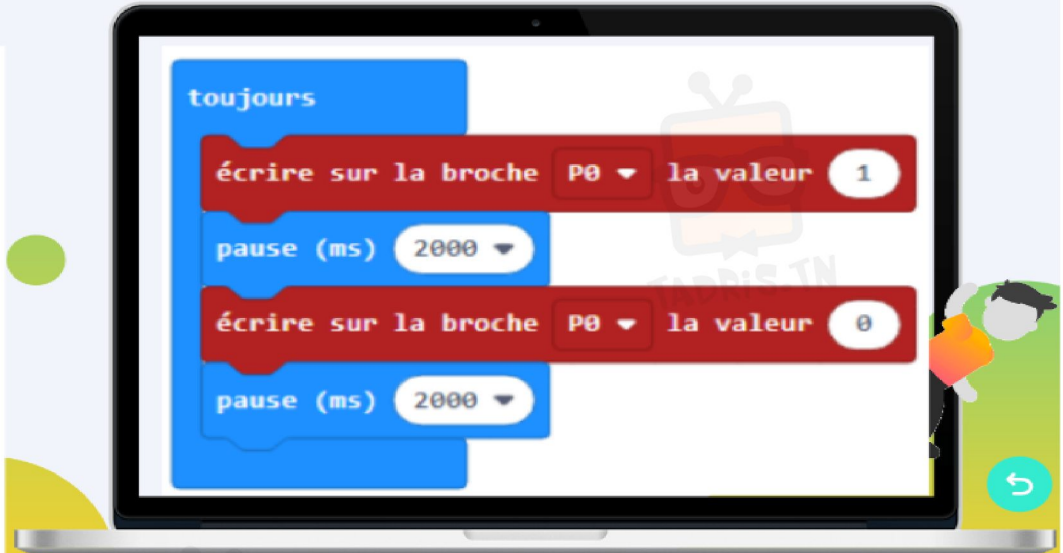 toujours
écrire sur la broche P0 la valeur 1
pause (ms) 2000
écrire sur la broche P0 la valeur 0
pause (ms) 2000
TADRIS.TN